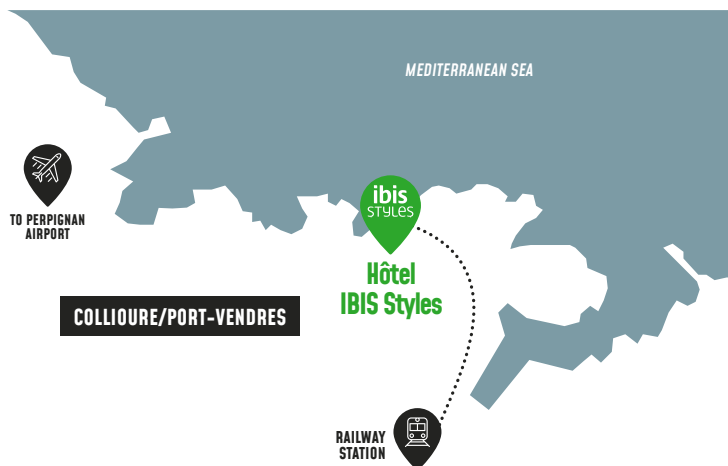 MEDITERRANEAN SEA
TO PERPIGNAN
AIRPORT
ibis
STYLES
Hôtel
IBIS Styles
COLLIOURE/PORT-VENDRES
RAILWAY
STATION